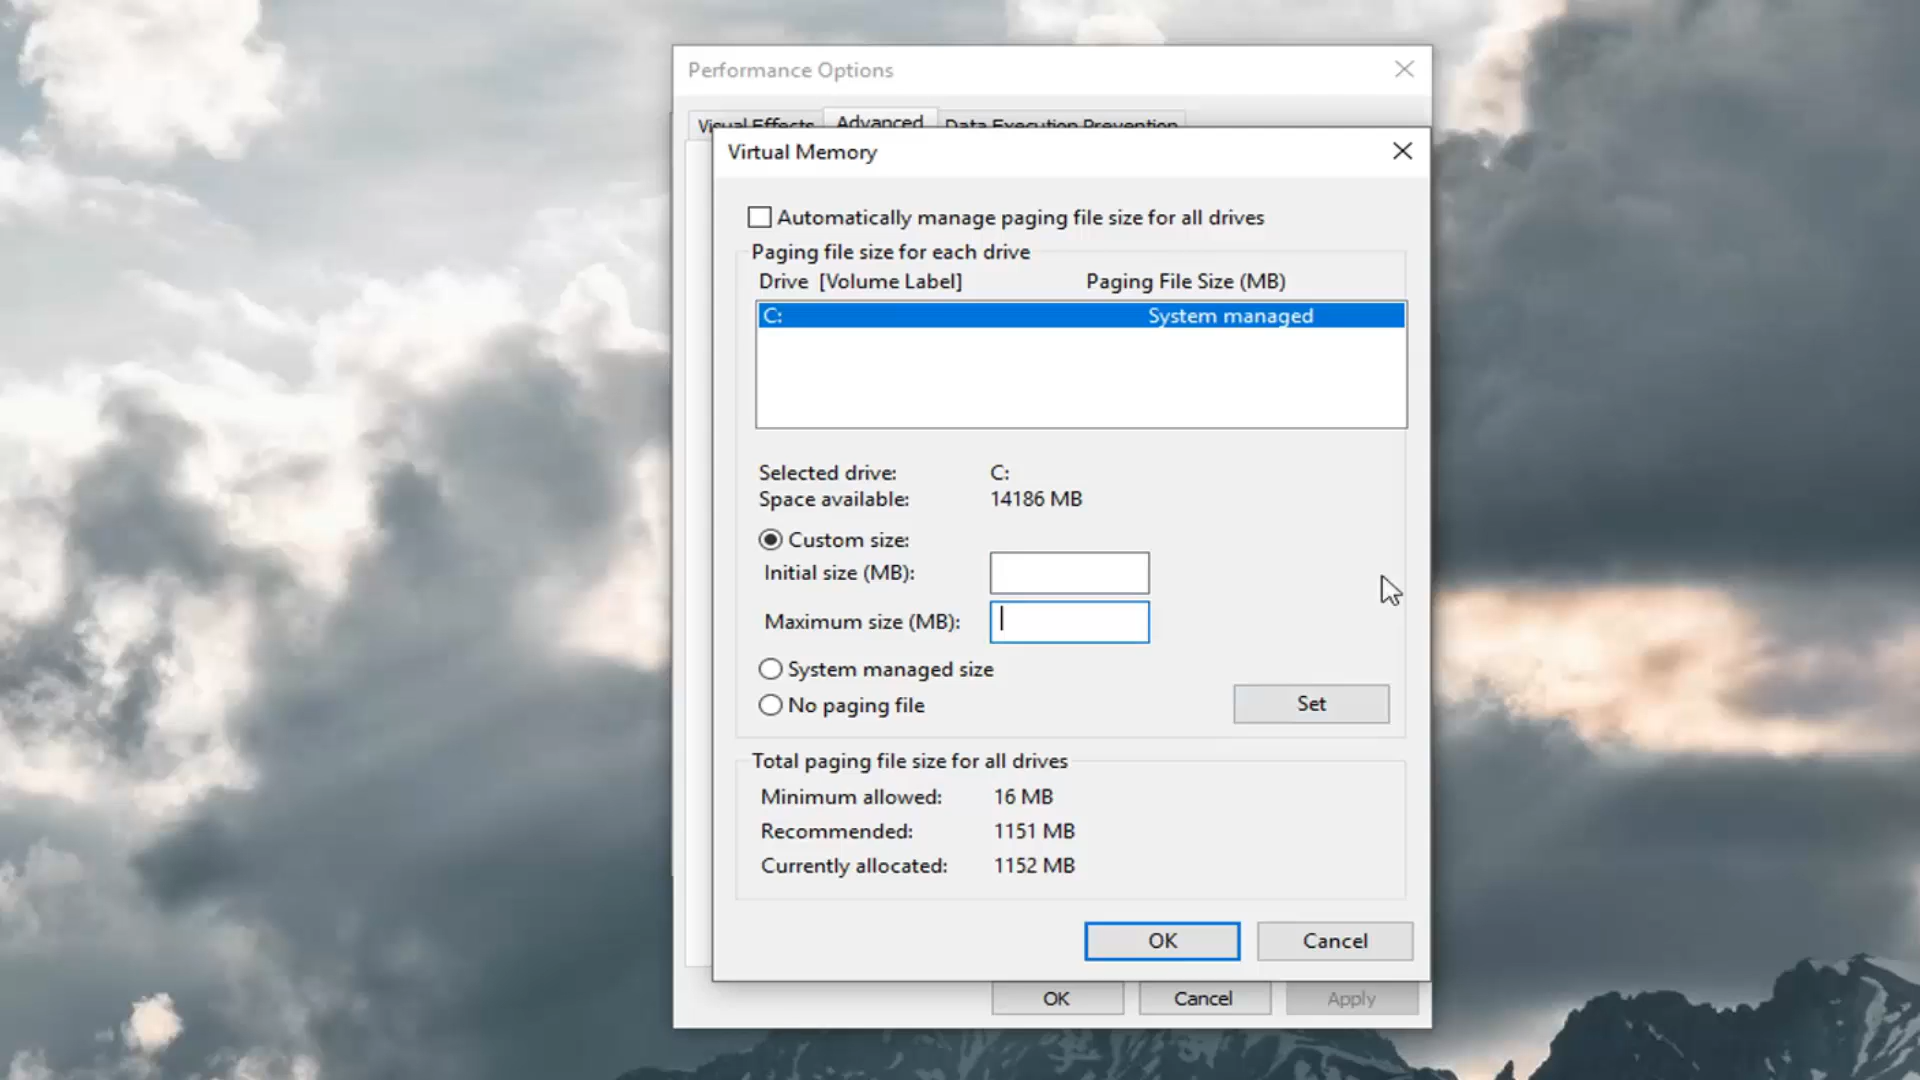 Performance Options
Visual Effects Advanced Data Execution Prevention
Virtual Memory
Automatically manage paging file size for all drives
Paging file size for each drive
Drive [Volume Label] Paging File Size (MB)
C: System managed
Selected drive: C:
Space available: 14186 MB
Custom size:
Initial size (MB):
Maximum size (MB):
System managed size
No paging file
Set
Total paging file size for all drives
Minimum allowed: 16 MB
Recommended: 1151 MB
Currently allocated: 1152 MB
OK Cancel
OK Cancel Apply